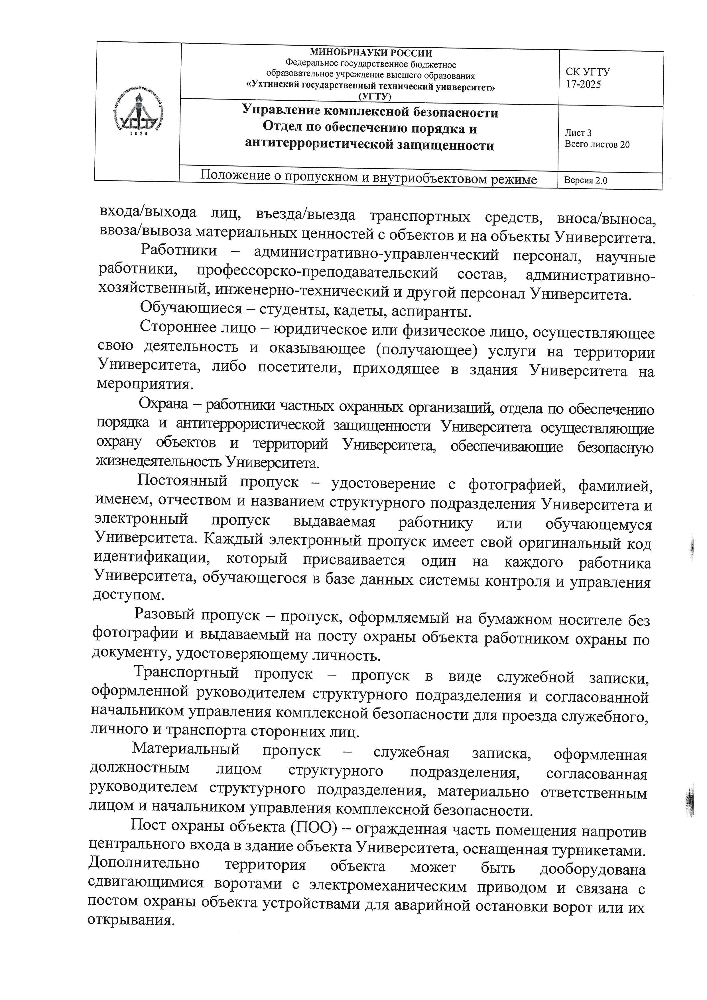 МИНОБРНАУКИ РОССИИ
Федеральное государственное бюджетное
образовательное учреждение высшего образования
«Ухтинский государственный технический университет»
(УГТУ)
СК УГТУ
17-2025
государственный технический университет
УГТУ
Управление комплексной безопасности
Отдел по обеспечению порядка и
антитеррористической защищенности
Лист 3
Всего листов 20
Положение о пропускном и внутриобъектовом режиме
Версия 2.0
входа/выхода лиц, въезда/выезда транспортных средств, вноса/выноса,
ввоза/вывоза материальных ценностей с объектов и на объекты Университета.
Работники – административно-управленческий персонал, научные
работники, профессорско-преподавательский состав, административно-
хозяйственный, инженерно-технический и другой персонал Университета.
Обучающиеся – студенты, кадеты, аспиранты.
Стороннее лицо – юридическое или физическое лицо, осуществляющее
свою деятельность и оказывающее (получающее) услуги на территории
Университета, либо посетители, приходящее в здания Университета на
мероприятия.
Охрана – работники частных охранных организаций, отдела по обеспечению
порядка и антитеррористической защищенности Университета осуществляющие
охрану объектов и территорий Университета, обеспечивающие безопасную
жизнедеятельность Университета.
Постоянный пропуск – удостоверение с фотографией, фамилией,
именем, отчеством и названием структурного подразделения Университета и
электронный пропуск выдаваемая работнику или обучающемуся
Университета. Каждый электронный пропуск имеет свой оригинальный код
идентификации, который присваивается один на каждого работника
Университета, обучающегося в базе данных системы контроля и управления
доступом.
Разовый пропуск – пропуск, оформляемый на бумажном носителе без
фотографии и выдаваемый на посту охраны объекта работником охраны по
документу, удостоверяющему личность.
Транспортный пропуск – пропуск в виде служебной записки,
оформленной руководителем структурного подразделения и согласованной
начальником управления комплексной безопасности для проезда служебного,
личного и транспорта сторонних лиц.
Материальный пропуск – служебная записка, оформленная
должностным лицом структурного подразделения, согласованная
руководителем структурного подразделения, материально ответственным
лицом и начальником управления комплексной безопасности.
Пост охраны объекта (ПОО) – огражденная часть помещения напротив
центрального входа в здание объекта Университета, оснащенная турникетами.
Дополнительно территория объекта может быть дооборудована
сдвигающимися воротами с электромеханическим приводом и связана с
постом охраны объекта устройствами для аварийной остановки ворот или их
открывания.